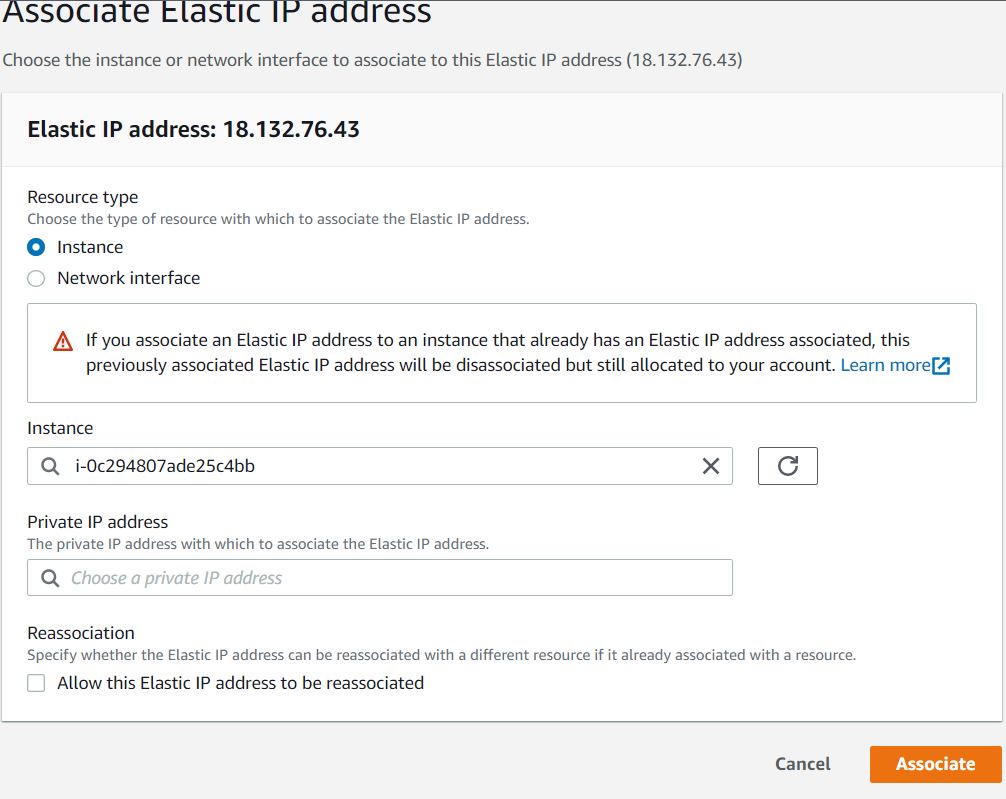 Associate Elastic IP address
Choose the instance or network interface to associate to this Elastic IP address (18.132.76.43)
Elastic IP address: 18.132.76.43
Resource type
Choose the type of resource with which to associate the Elastic IP address.
Instance
Network interface
If you associate an Elastic IP address to an instance that already has an Elastic IP address associated, this
previously associated Elastic IP address will be disassociated but still allocated to your account. Learn more
Instance
i-0c294807ade25c4bb
Private IP address
The private IP address with which to associate the Elastic IP address.
Choose a private IP address
Reassociation
Specify whether the Elastic IP address can be reassociated with a different resource if it already associated with a resource.
Allow this Elastic IP address to be reassociated
Cancel
Associate